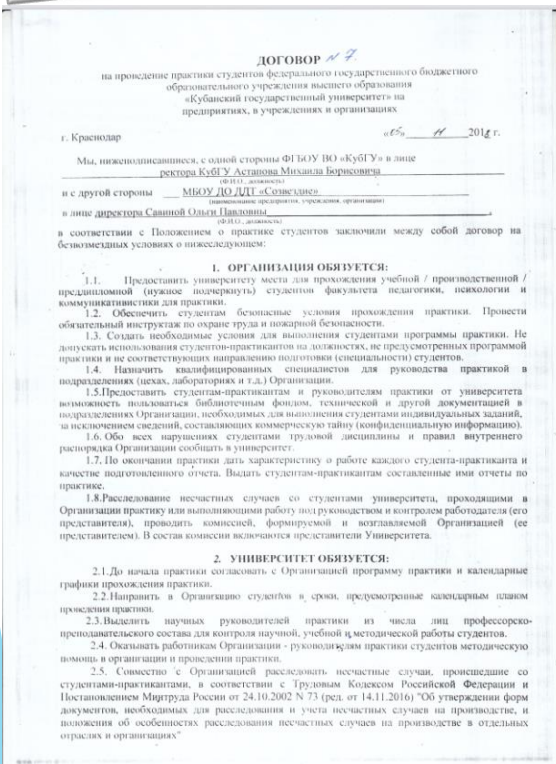 ДОГОВОР № 7.
на проведение практики студентов федерального государственного бюджетного
образовательного учреждения высшего образования
«Кубанский государственный университет» на
предприятиях, в учреждениях и организациях
г. Краснодар «15» 11 2018 г.
Мы, нижеподписавшиеся, с одной стороны ФГБОУ ВО «КубГУ» в лице
ректора КубГУ Астапова Михаила Борисовича
(Ф.И.О., должность)
и с другой стороны МБОУ ДО ДДТ «Созвездие»
(наименование предприятия, учреждения, организации)
в лице директора Савиной Ольги Павловны
(Ф.И.О., должность)
в соответствии с Положением о практике студентов заключили между собой договор на
безвозмездных условиях о нижеследующем:
1. ОРГАНИЗАЦИЯ ОБЯЗУЕТСЯ:
1.1. Предоставить университету места для прохождения учебной / производственной /
преддипломной (нужное подчеркнуть) студентов факультета педагогики, психологии и
коммуникативистики для практики.
1.2. Обеспечить студентам безопасные условия прохождения практики. Провести
обязательный инструктаж по охране труда и пожарной безопасности.
1.3. Создать необходимые условия для выполнения студентами программы практики. Не
допускать использования студентов-практикантов на должностях, не предусмотренных программой
практики и не соответствующих направлению подготовки (специальности) студентов.
1.4. Назначить квалифицированных специалистов для руководства практикой в
подразделениях (цехах, лабораториях и т.д.) Организации.
1.5.Предоставить студентам-практикантам и руководителям практики от университета
возможность пользоваться библиотечным фондом, технической и другой документацией в
подразделениях Организации, необходимых для выполнения студентами индивидуальных заданий,
за исключением сведений, составляющих коммерческую тайну (конфиденциальную информацию).
1.6. Обо всех нарушениях студентами трудовой дисциплины и правил внутреннего
распорядка Организации сообщать в университет.
1.7. По окончании практики дать характеристику о работе каждого студента-практиканта и
качестве подготовленного отчета. Выдать студентам-практикантам составленные ими отчеты по
практике.
1.8.Расследование несчастных случаев со студентами университета, проходящими в
Организации практику или выполняющими работу под руководством и контролем работодателя (его
представителя), проводить комиссией, формируемой и возглавляемой Организацией (ее
представителем). В состав комиссии включаются представители Университета.
2. УНИВЕРСИТЕТ ОБЯЗУЕТСЯ:
2.1.До начала практики согласовать с Организацией программу практики и календарные
графики прохождения практики.
2.2.Направить в Организацию студентов в сроки, предусмотренные календарным планом
проведения практики.
2.3.Выделить научных руководителей практики из числа лиц профессорско-
преподавательского состава для контроля научной, учебной и методической работы студентов.
2.4. Оказывать работникам Организации - руководителям практики студентов методическую
помощь в организации и проведении практики.
2.5. Совместно с Организацией расследовать несчастные случаи, происшедшие со
студентами-практикантами, в соответствии с Трудовым Кодексом Российской Федерации и
Постановлением Минтруда России от 24.10.2002 N 73 (ред. от 14.11.2016) "Об утверждении форм
документов, необходимых для расследования и учета несчастных случаев на производстве, и
положения об особенностях расследования несчастных случаев на производстве в отдельных
отраслях и организациях"